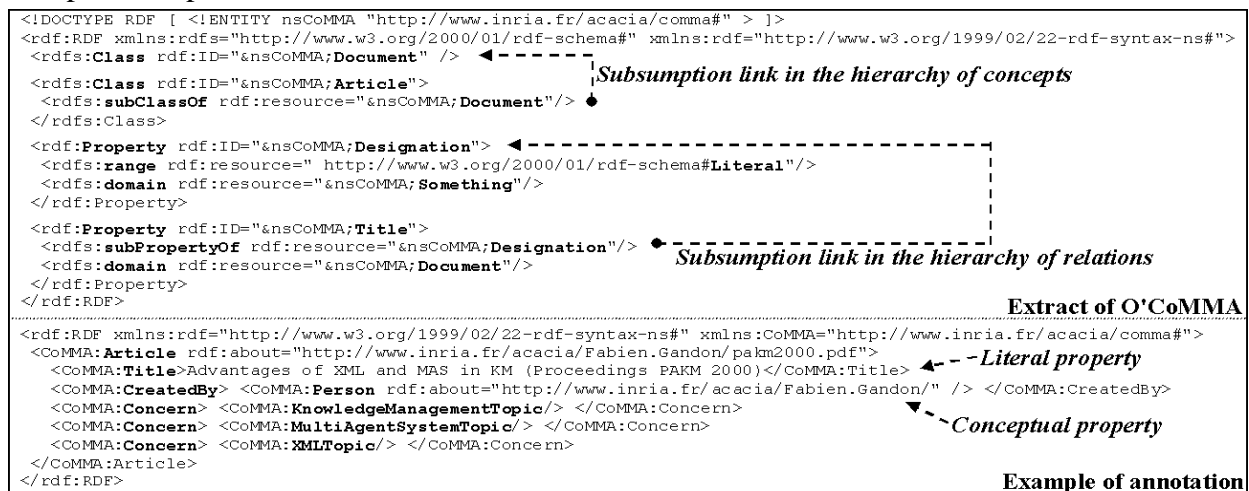 <!DOCTYPE RDF [ <!ENTITY nsCoMMA "http://www.inria.fr/acacia/comma#" > ]>
<rdf:RDF xmlns:rdfs="http://www.w3.org/2000/01/rdf-schema#" xmlns:rdf="http://www.w3.org/1999/02/22-rdf-syntax-ns#">
<rdfs:Class rdf:ID="&nsCoMMA;Document" />
Subsumption link in the hierarchy of concepts
<rdfs:Class rdf:ID="&nsCoMMA;Article">
<rdfs:subClassOf rdf:resource="&nsCoMMA;Document"/>
</rdfs:Class>
<rdf:Property rdf:ID="&nsCoMMA;Designation">
<rdfs:range rdf:resource=" http://www.w3.org/2000/01/rdf-schema#Literal"/>
<rdfs:domain rdf:resource="&nsCoMMA;Something"/>
</rdf:Property>
<rdf:Property rdf:ID="&nsCoMMA;Title">
<rdfs:subPropertyOf rdf:resource="&nsCoMMA;Designation"/>
Subsumption link in the hierarchy of relations
<rdfs:domain rdf:resource="&nsCoMMA;Document"/>
</rdf:Property>
</rdf:RDF>
Extract of O'CoMMA
<rdf:RDF xmlns:rdf="http://www.w3.org/1999/02/22-rdf-syntax-ns#" xmlns:CoMMA="http://www.inria.fr/acacia/comma#">
<CoMMA:Article rdf:about="http://www.inria.fr/acacia/Fabien.Gandon/pakm2000.pdf">
Literal property
<CoMMA:Title>Advantages of XML and MAS in KM (Proceedings PAKM 2000)</CoMMA:Title>
<CoMMA:CreatedBy> <CoMMA:Person rdf:about="http://www.inria.fr/acacia/Fabien.Gandon/" /> </CoMMA:CreatedBy>
<CoMMA:Concern> <CoMMA:KnowledgeManagementTopic/> </CoMMA:Concern>
<CoMMA:Concern> <CoMMA:MultiAgentSystemTopic/> </CoMMA:Concern>
Conceptual property
<CoMMA:Concern> <CoMMA:XMLTopic/> </CoMMA:Concern>
</CoMMA:Article>
</rdf:RDF>
Example of annotation